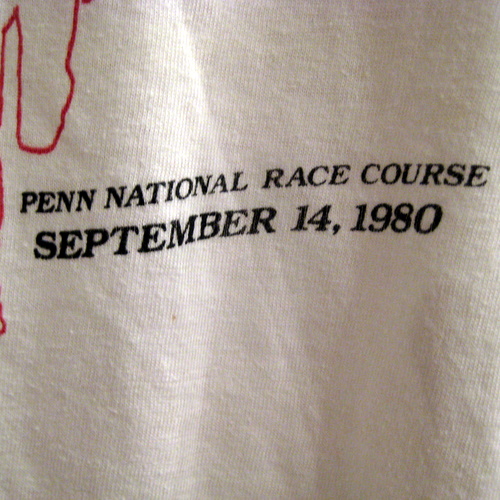 PENN NATIONAL RACE COURSE
SEPTEMBER 14, 1980